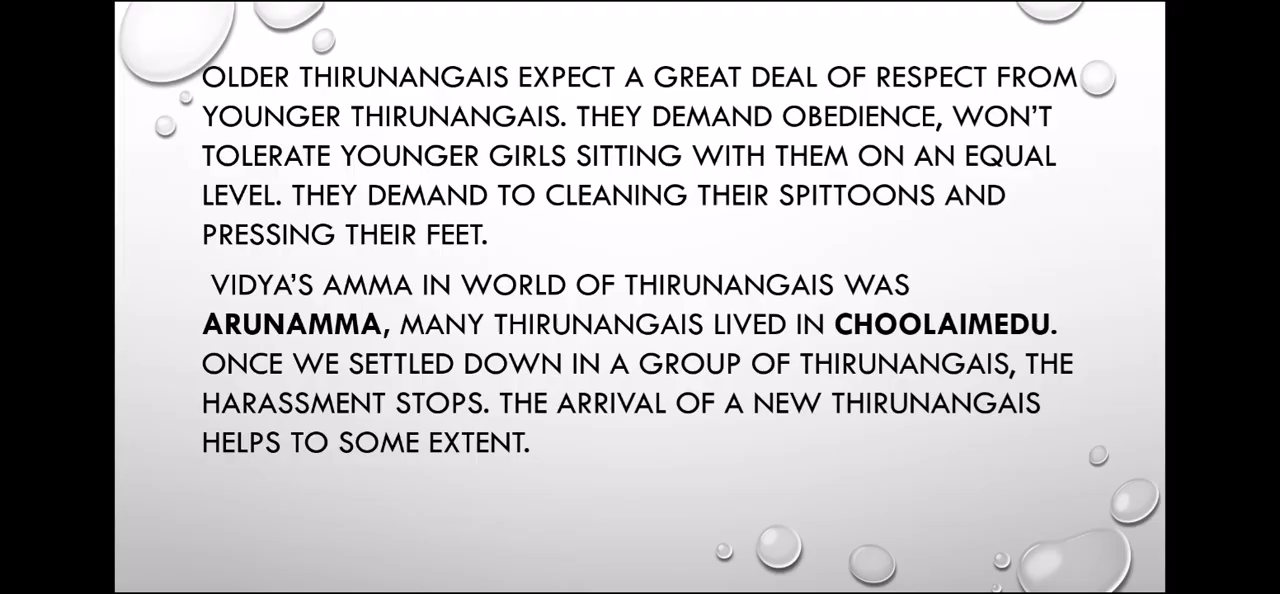 OLDER THIRUNANGAIS EXPECT A GREAT DEAL OF RESPECT FROM
YOUNGER THIRUNANGAIS. THEY DEMAND OBEDIENCE, WON'T
TOLERATE YOUNGER GIRLS SITTING WITH THEM ON AN EQUAL
LEVEL. THEY DEMAND TO CLEANING THEIR SPITTOONS AND
PRESSING THEIR FEET.
VIDYA'S AMMA IN WORLD OF THIRUNANGAIS WAS
ARUNAMMA, MANY THIRUNANGAIS LIVED IN CHOOLAIMEDU.
ONCE WE SETTLED DOWN IN A GROUP OF THIRUNANGAIS, THE
HARASSMENT STOPS. THE ARRIVAL OF A NEW THIRUNANGAIS
HELPS TO SOME EXTENT.